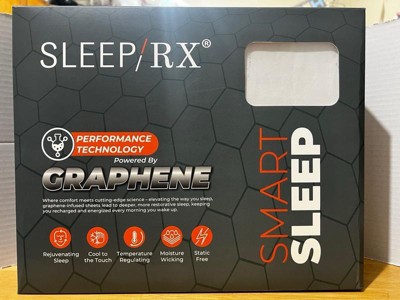 SLEEP/RX®
PERFORMANCE
TECHNOLOGY
Powered By
GRAPHENE
Where comfort meets cutting-edge science - elevating the way you sleep,
graphene-infused sheets lead to deeper, more restorative sleep, keeping
you recharged and energized every morning you wake up.
Rejuvenating
Sleep
Cool to
the Touch
Temperature
Regulating
Moisture
Wicking
Static
Free
SMART
SLEEP